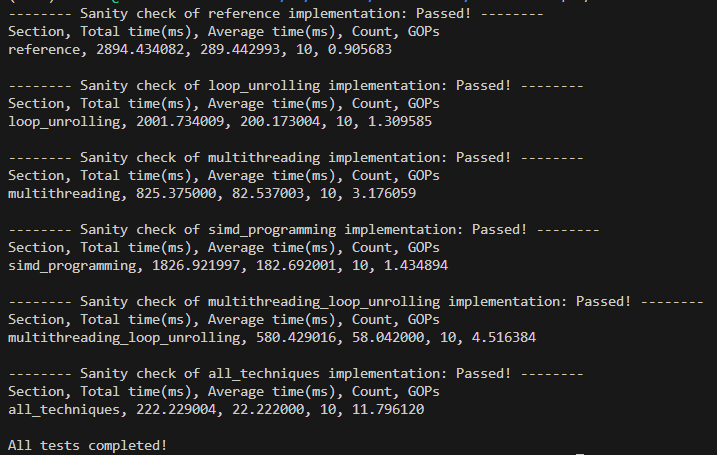 -------- Sanity check of reference implementation: Passed! --------
Section, Total time(ms), Average time(ms), Count, GOPs
reference, 2894.434082, 289.442993, 10, 0.905683
-------- Sanity check of loop_unrolling implementation: Passed! --------
Section, Total time(ms), Average time(ms), Count, GOPs
loop_unrolling, 2001.734009, 200.173004, 10, 1.309585
-------- Sanity check of multithreading implementation: Passed! --------
Section, Total time(ms), Average time(ms), Count, GOPs
multithreading, 825.375000, 82.537003, 10, 3.176059
-------- Sanity check of simd_programming implementation: Passed! --------
Section, Total time(ms), Average time(ms), Count, GOPs
simd_programming, 1826.921997, 182.692001, 10, 1.434894
-------- Sanity check of multithreading_loop_unrolling implementation: Passed! --------
Section, Total time(ms), Average time(ms), Count, GOPs
multithreading_loop_unrolling, 580.429016, 58.042000, 10, 4.516384
-------- Sanity check of all_techniques implementation: Passed! --------
Section, Total time(ms), Average time(ms), Count, GOPs
all_techniques, 222.229004, 22.222000, 10, 11.796120
All tests completed!